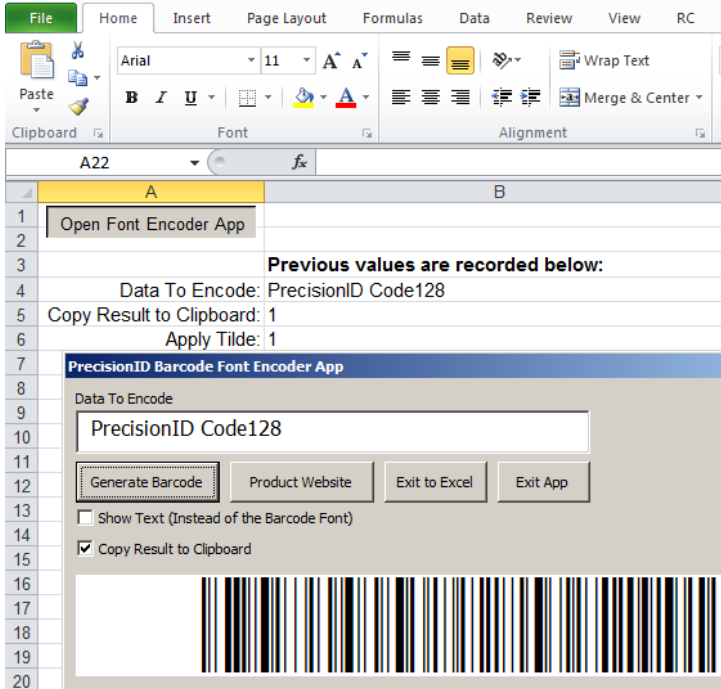 File Home Insert Page Layout Formulas Data Review View RC
Arial 11 A A Wrap Text
Paste B I U A Merge & Center
Clipboard Font Alignment
A22 fx
A B
1 Open Font Encoder App
2
3 Previous values are recorded below:
4 Data To Encode: PrecisionID Code128
5 Copy Result to Clipboard: 1
6 Apply Tilde: 1
7 PrecisionID Barcode Font Encoder App
8 Data To Encode
9
10 PrecisionID Code128
11
12 Generate Barcode Product Website Exit to Excel Exit App
13 Show Text (Instead of the Barcode Font)
14
15 Copy Result to Clipboard
16
17
18
19
20